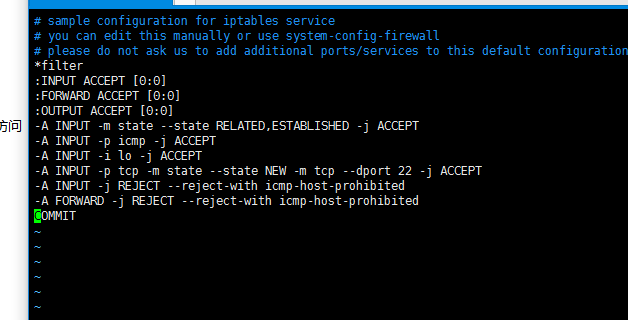 # sample configuration for iptables service
# you can edit this manually or use system-config-firewall
# please do not ask us to add additional ports/services to this default configuration
*filter
:INPUT ACCEPT [0:0]
:FORWARD ACCEPT [0:0]
:OUTPUT ACCEPT [0:0]
访问
-A INPUT -m state --state RELATED,ESTABLISHED -j ACCEPT
-A INPUT -p icmp -j ACCEPT
-A INPUT -i lo -j ACCEPT
-A INPUT -p tcp -m state --state NEW -m tcp --dport 22 -j ACCEPT
-A INPUT -j REJECT --reject-with icmp-host-prohibited
-A FORWARD -j REJECT --reject-with icmp-host-prohibited
COMMIT
~
~
~
~
~
~